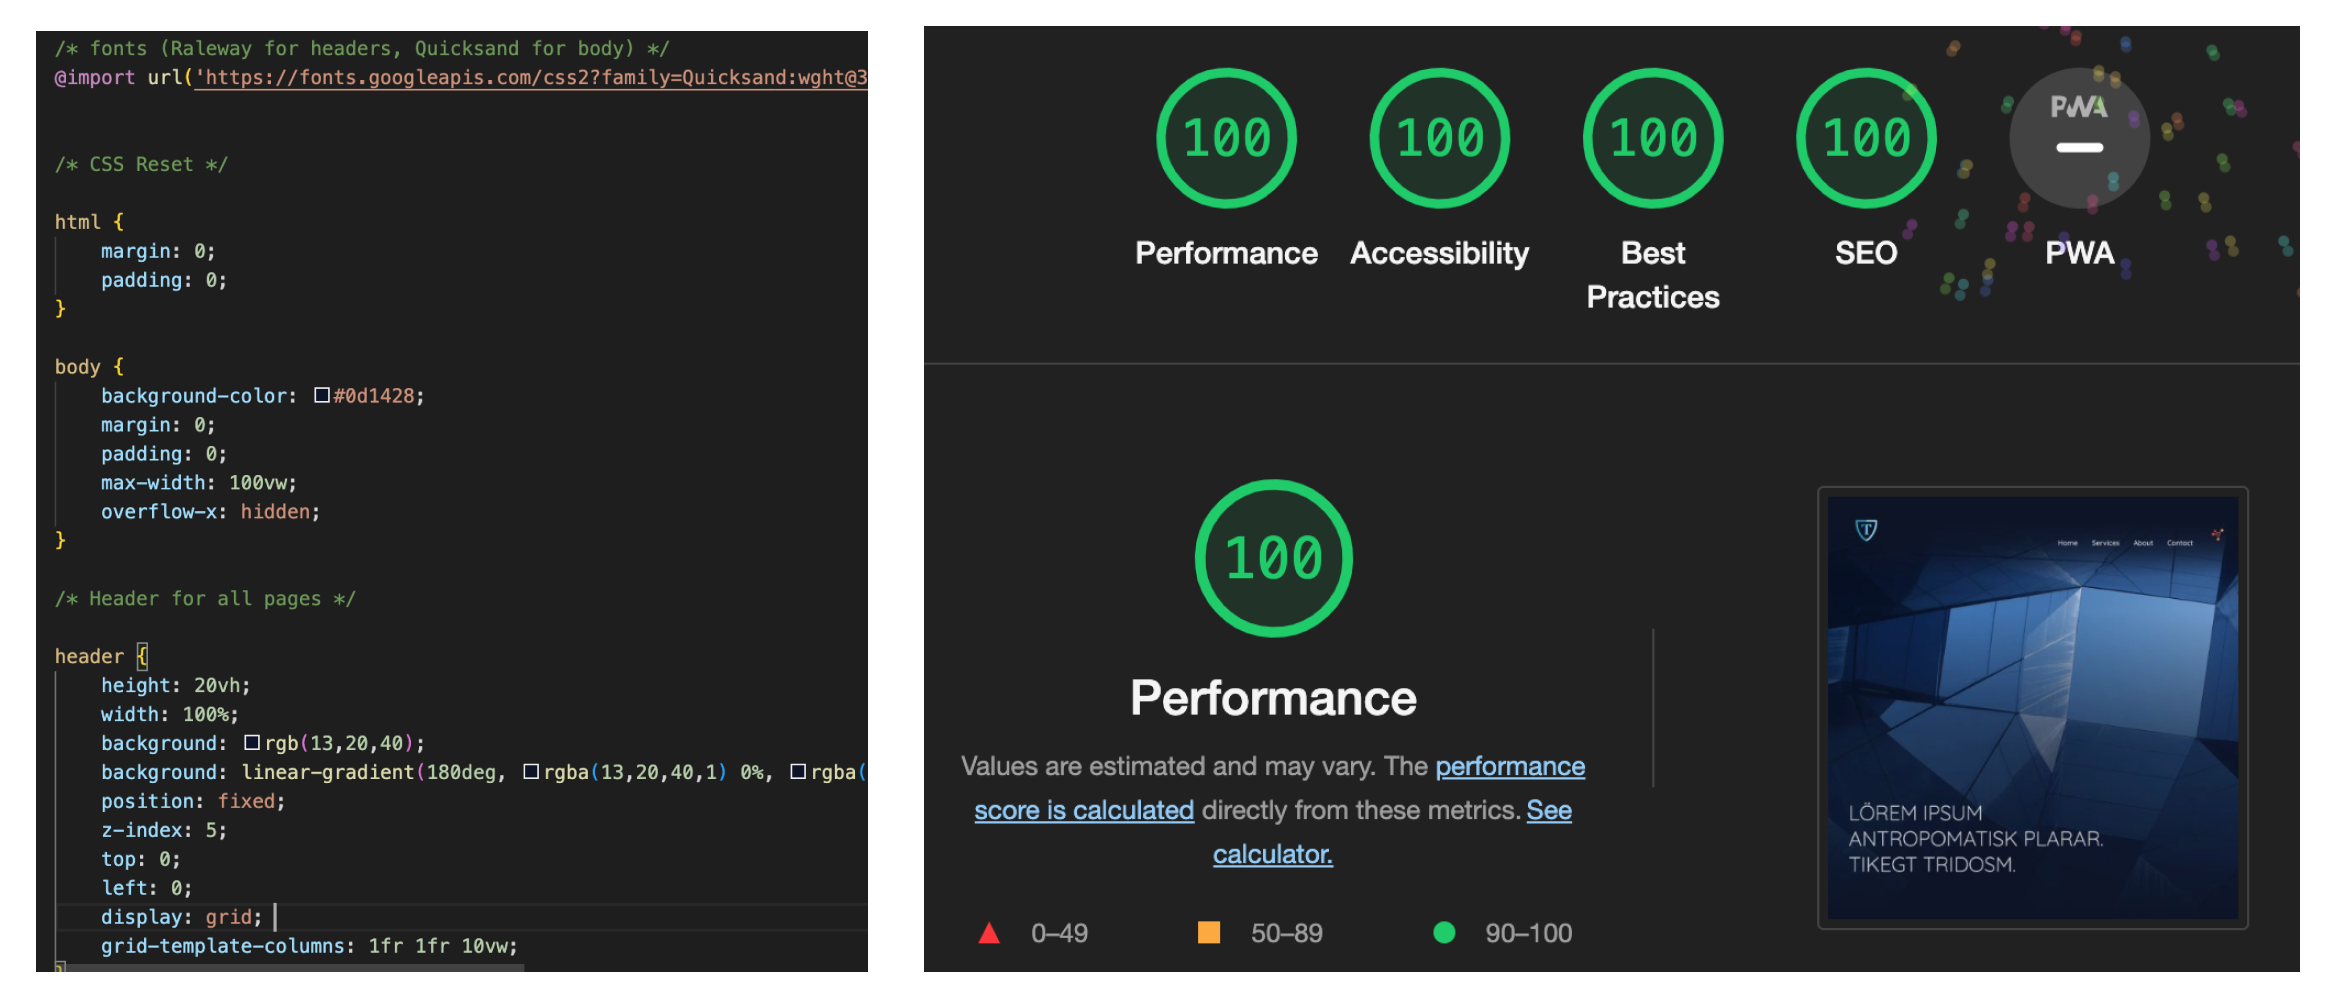 /* fonts (Raleway for headers, Quicksand for body) */
@import url('https://fonts.googleapis.com/css2?family=Quicksand:wght@3
/* CSS Reset */
html {
margin: 0;
padding: 0;
}
body {
background-color: #0d1428;
margin: 0;
padding: 0;
max-width: 100vw;
overflow-x: hidden;
}
/* Header for all pages */
header {
height: 20vh;
width: 100%;
background: rgb(13,20,40);
background: linear-gradient(180deg, rgba(13,20,40,1) 0%, rgba(
position: fixed;
z-index: 5;
top: 0;
left: 0;
display: grid;
grid-template-columns: 1fr 1fr 10vw;
}
100 100 100 100 PWA
Performance Accessibility Best Practices SEO PWA
100
Performance
Values are estimated and may vary. The performance
score is calculated directly from these metrics. See
calculator.
0–49 50–89 90–100
T
Home Services About Contact
LÖREM IPSUM
ANTROPOMATISK PLARAR.
TIKEGT TRIDOSM.